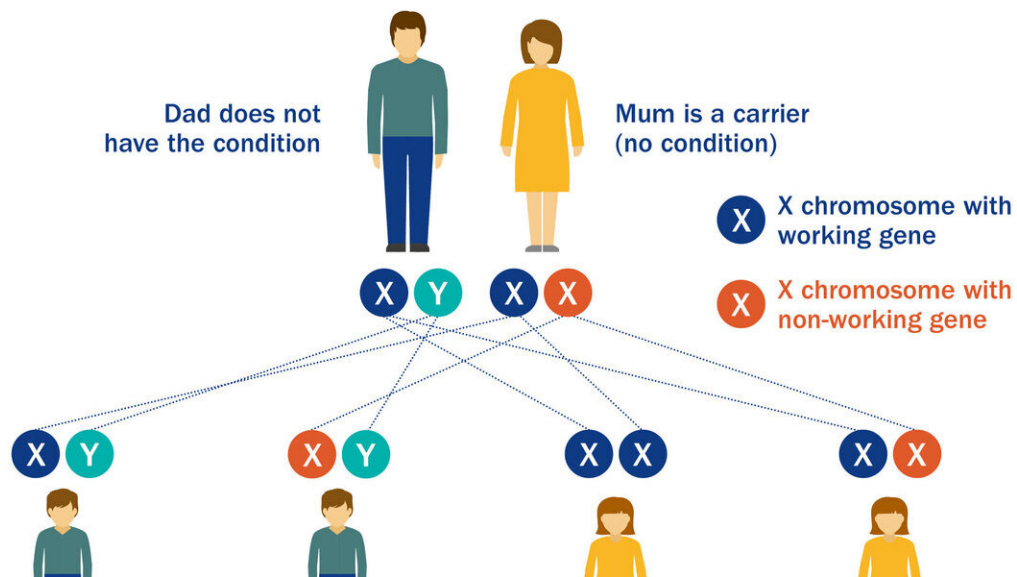 Dad does not
have the condition
Mum is a carrier
(no condition)
X X chromosome with
working gene
X X chromosome with
non-working gene
X Y X X
X Y X Y X X X X